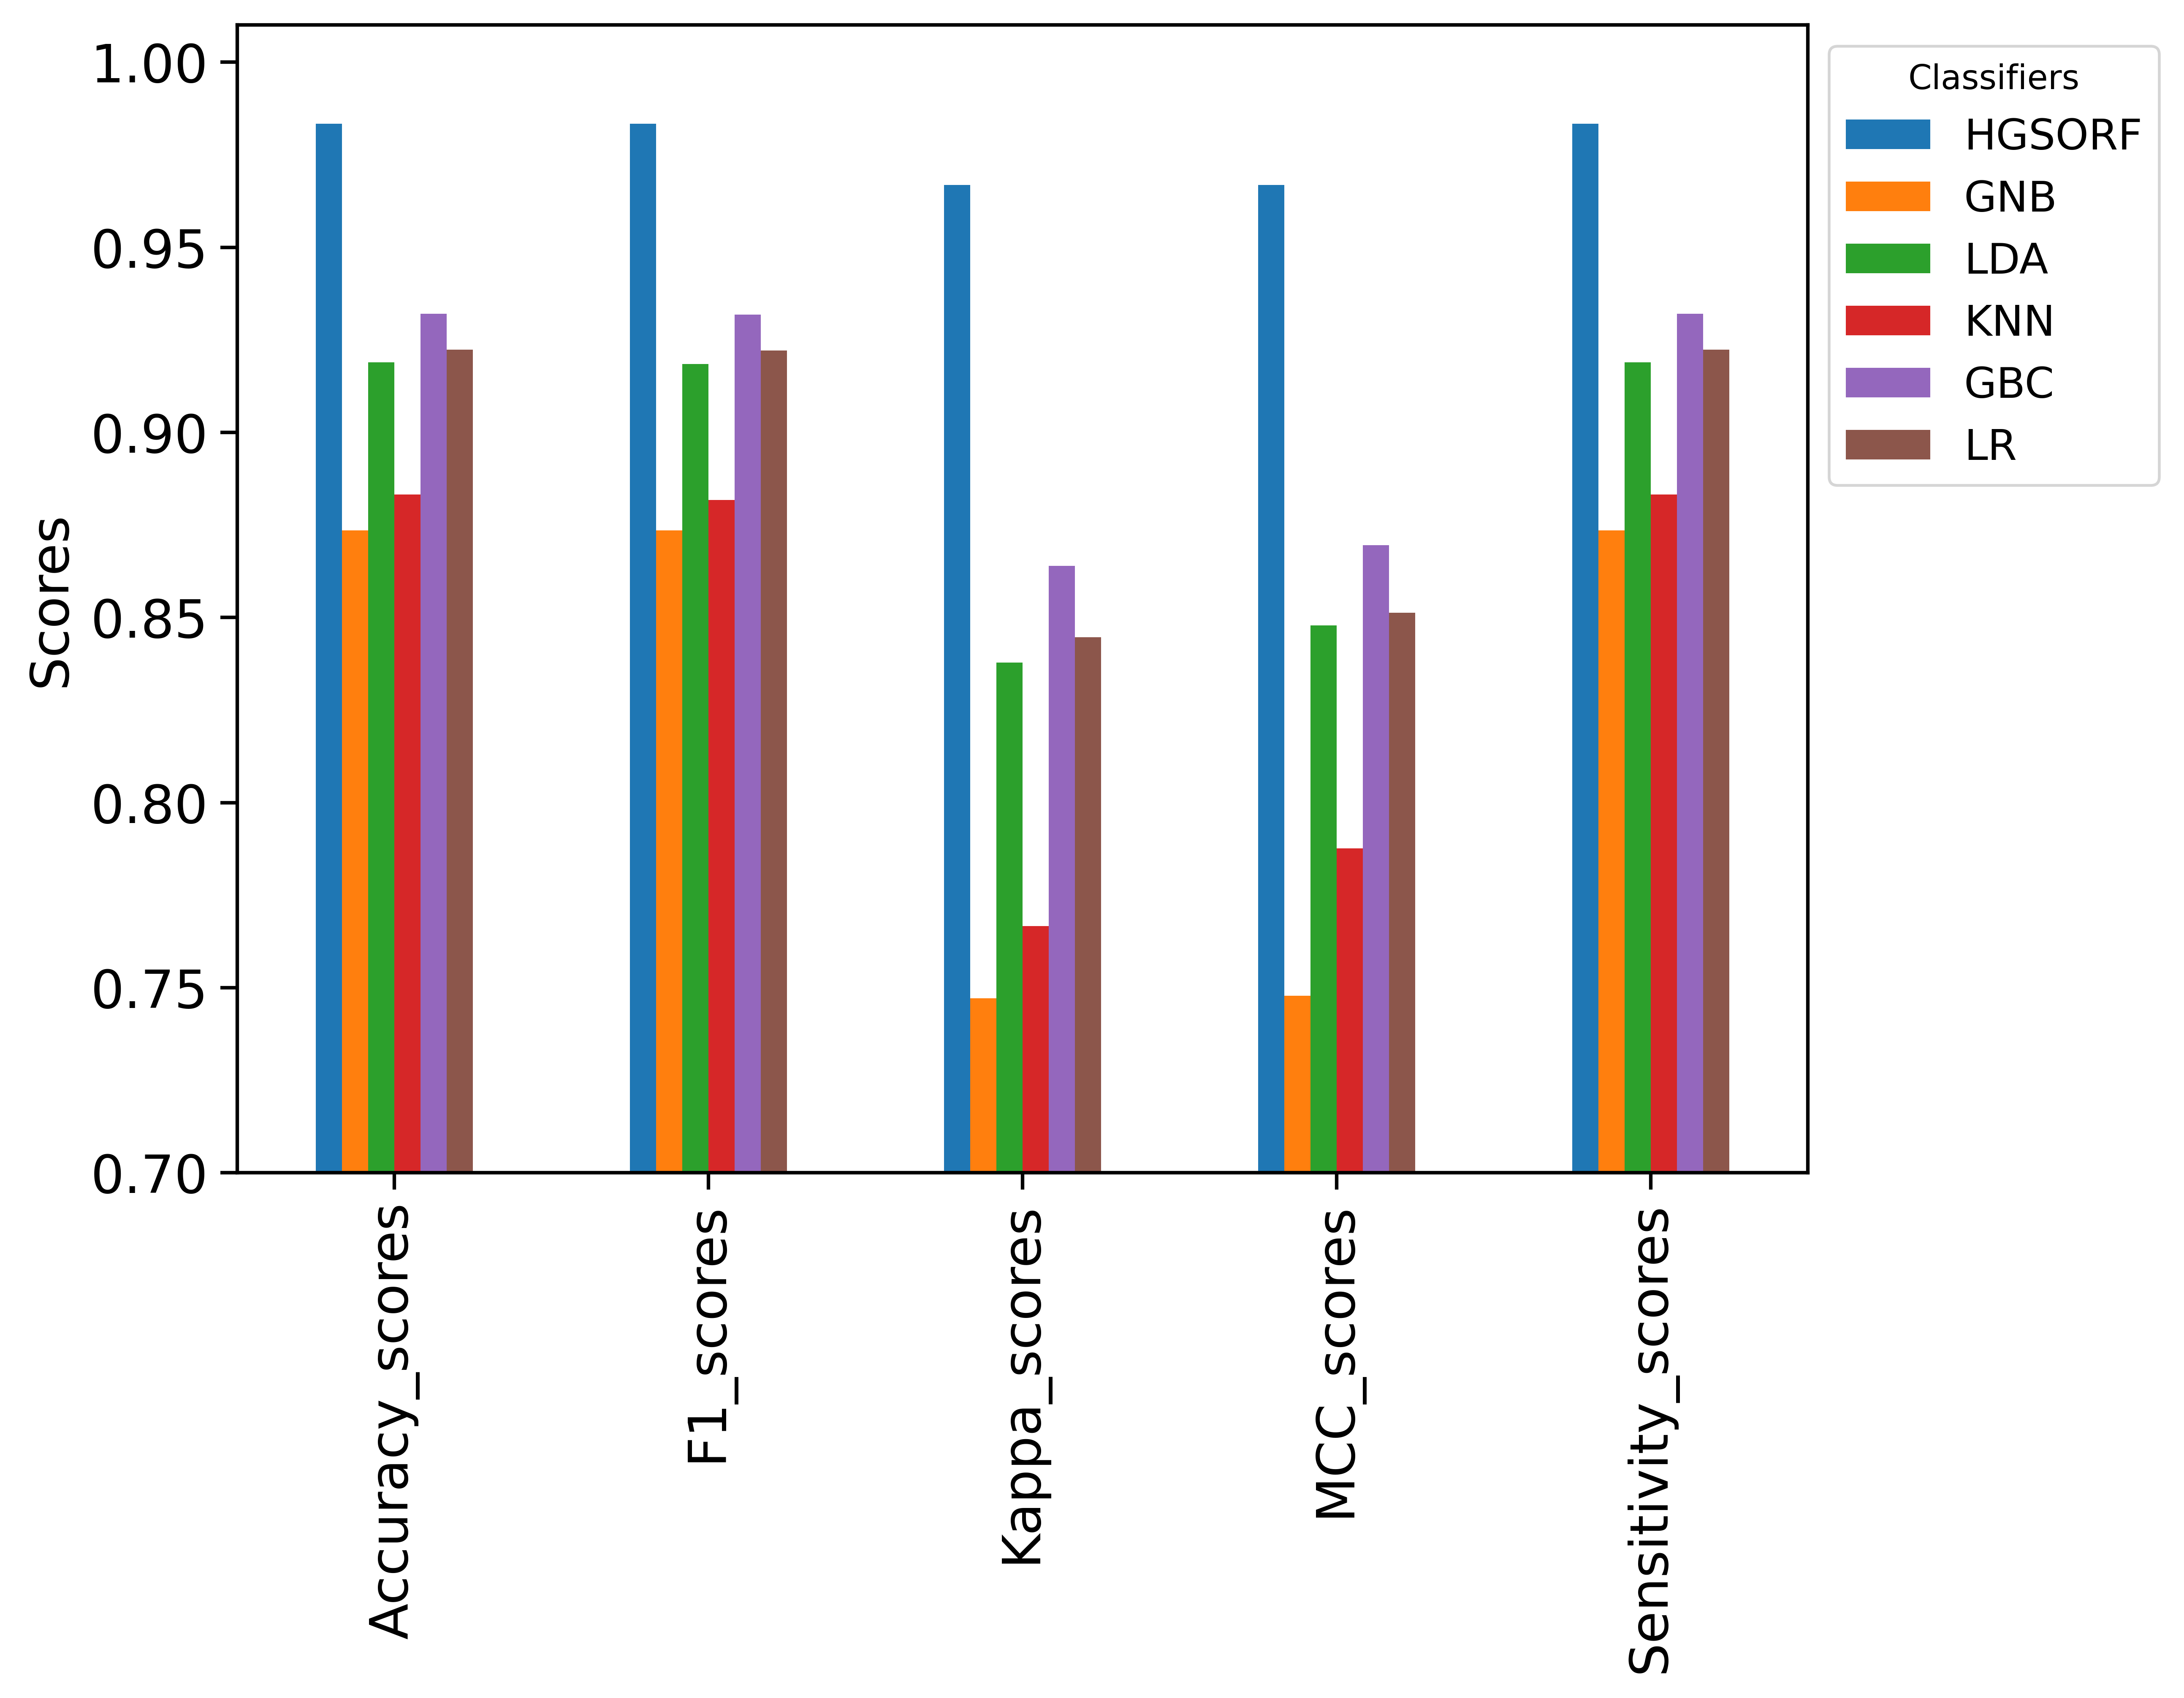 Scores
1.00
0.95
0.90
0.85
0.80
0.75
0.70
Accuracy_scores
F1_scores
Kappa_scores
MCC_scores
Sensitivity_scores
Classifiers
HGSORF
GNB
LDA
KNN
GBC
LR